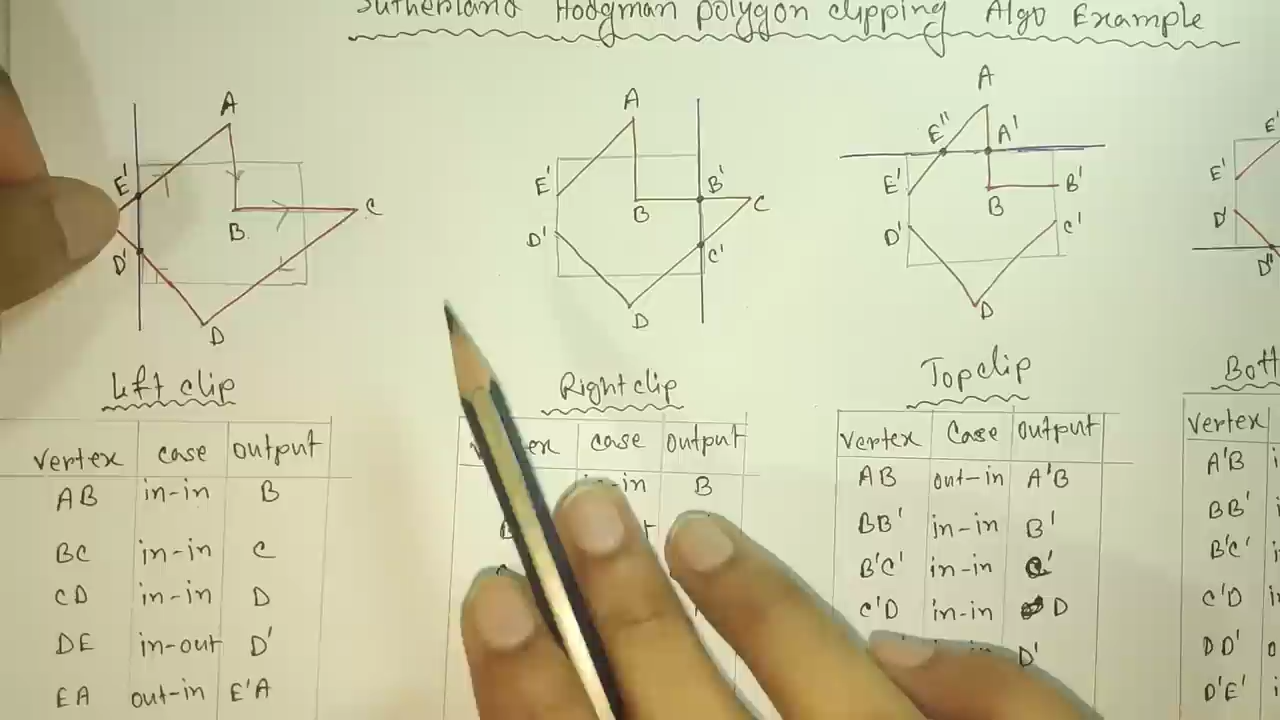 Sutherland Hodgman polygon clipping Algo Example
A
E'
B
C
D'
D
A
E'
B'
B
C
D'
C'
D
A
E"
A'
E'
B'
B
D'
C'
D
E'
D'
D"
Left clip
Vertex case output
AB in-in B
BC in-in C
CD in-in D
DE in-out D'
EA out-in E'A
Right clip
case output
B
Top clip
Vertex Case output
AB out-in A'B
BB' in-in B'
B'C' in-in C'
C'D in-in D
D'
Vertex
A'B
BB'
B'C'
C'D
DD'
D'E'